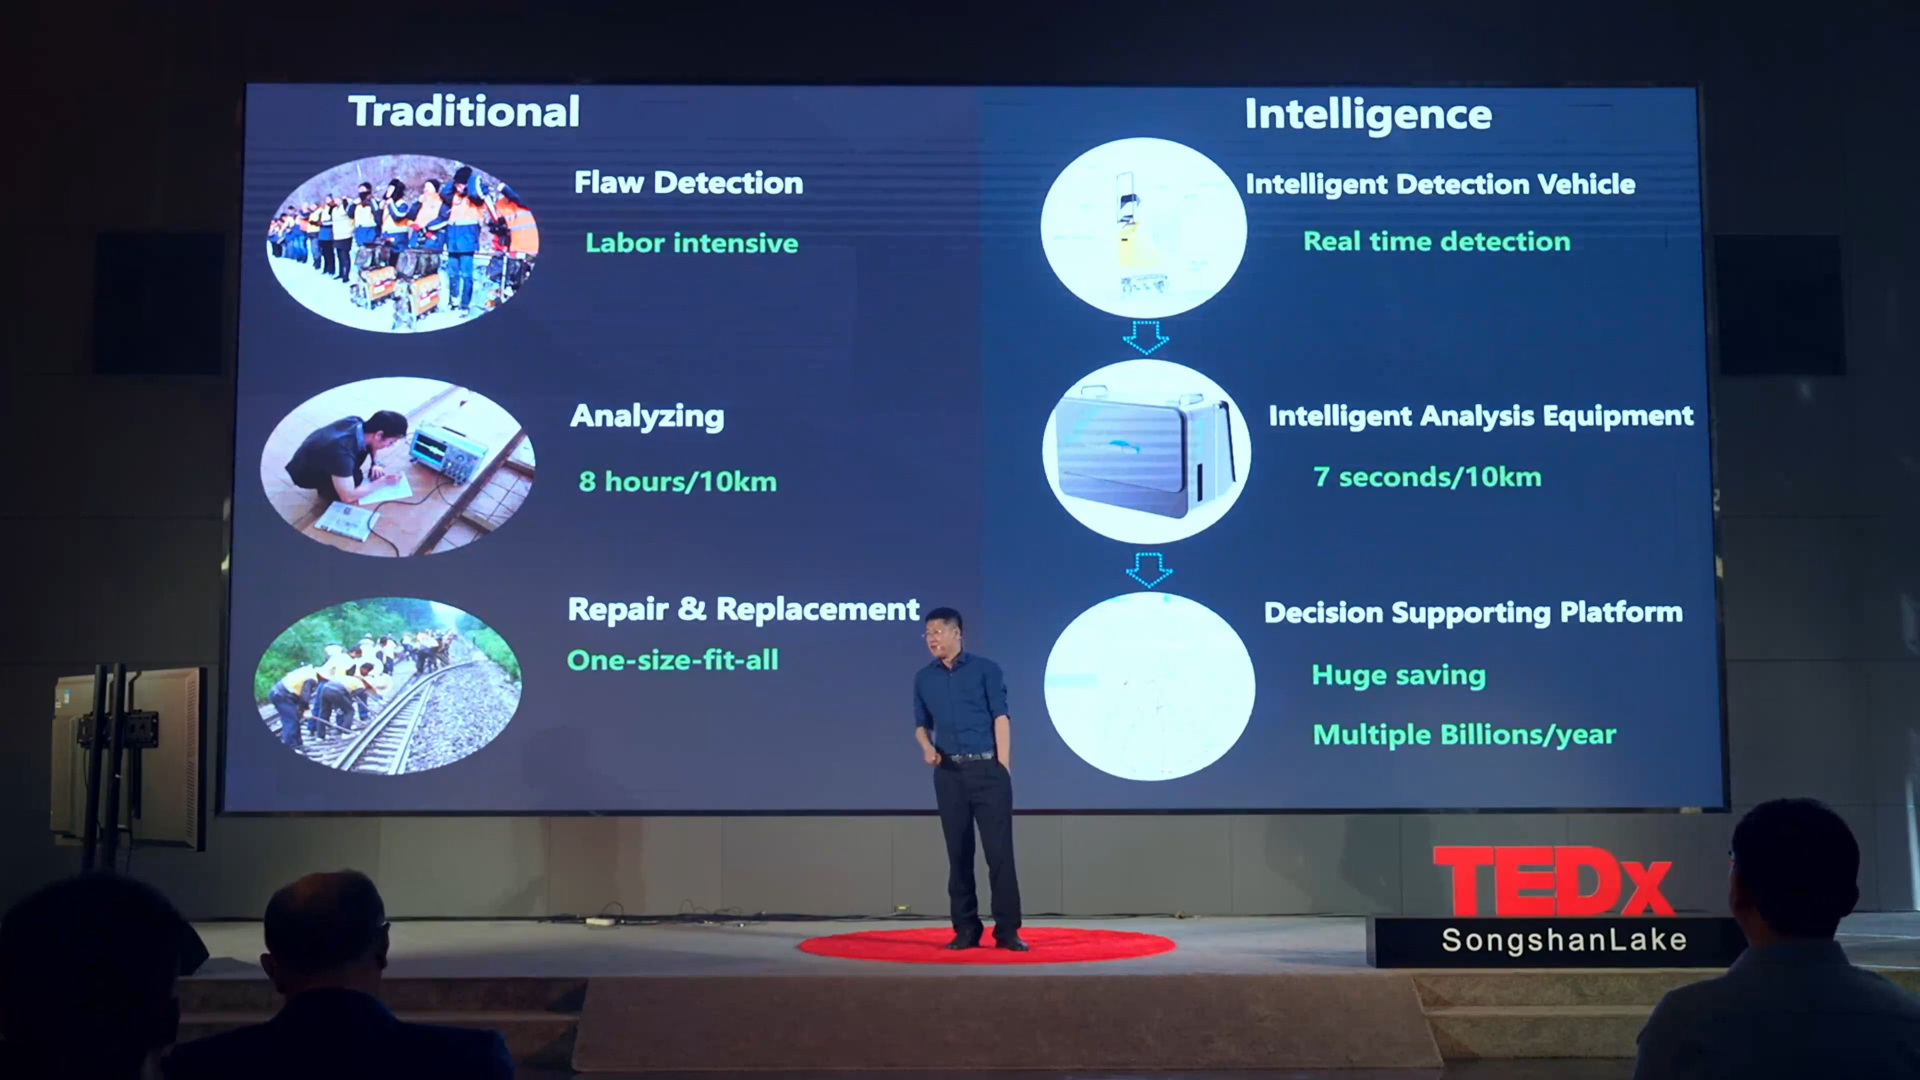 Traditional
Flaw Detection
Labor intensive
Analyzing
8 hours/10km
Repair & Replacement
One-size-fit-all
Intelligence
Intelligent Detection Vehicle
Real time detection
Intelligent Analysis Equipment
7 seconds/10km
Decision Supporting Platform
Huge saving
Multiple Billions/year
TEDx
SongshanLake